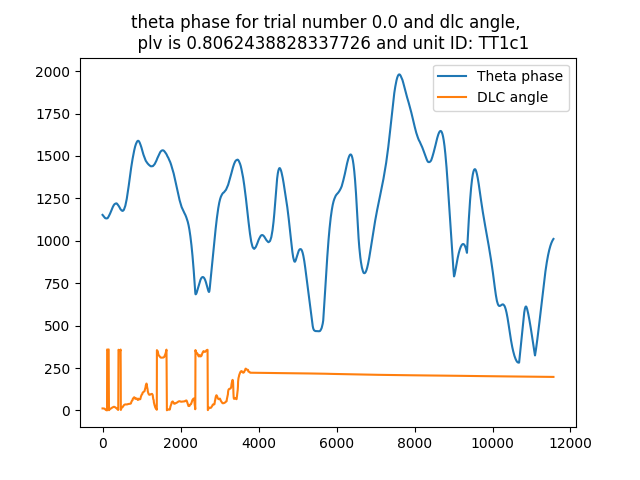 theta phase for trial number 0.0 and dlc angle,
plv is 0.8062438828337726 and unit ID: TT1c1
Theta phase
DLC angle
2000
1750
1500
1250
1000
750
500
250
0
0 2000 4000 6000 8000 10000 12000